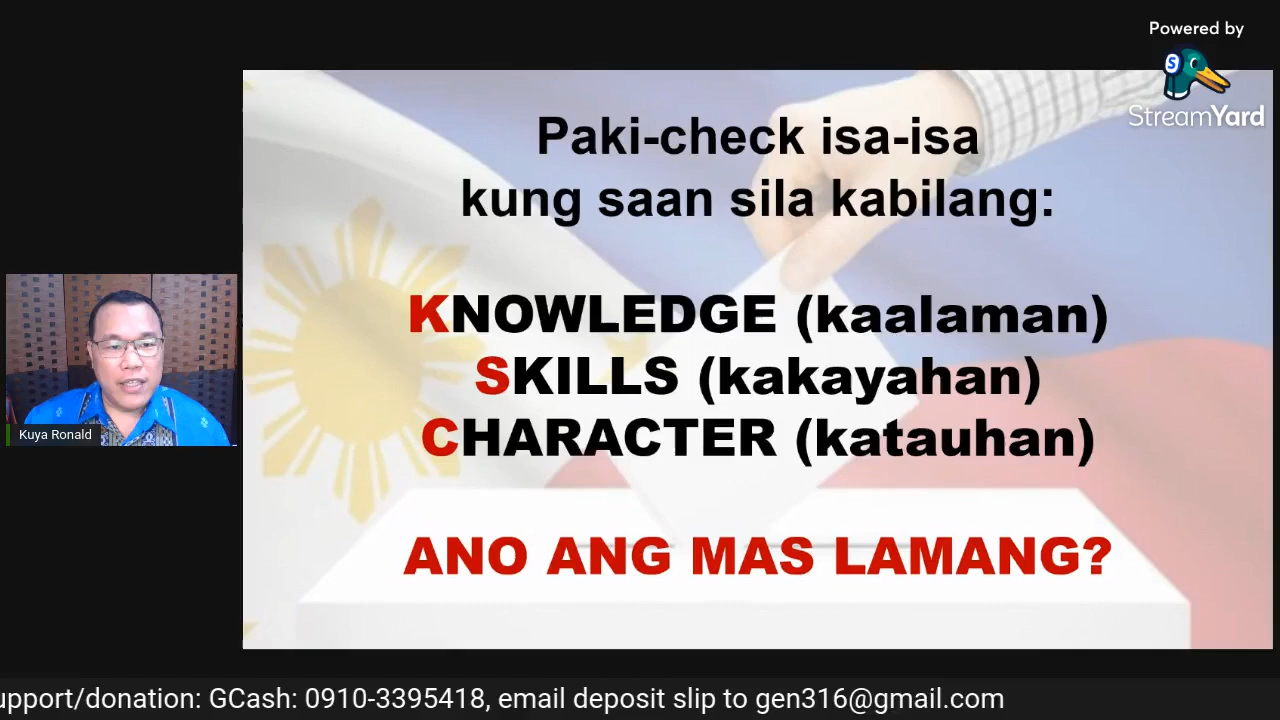 Powered by
StreamYard
Paki-check isa-isa
kung saan sila kabilang:
KNOWLEDGE (kaalaman)
SKILLS (kakayahan)
CHARACTER (katauhan)
ANO ANG MAS LAMANG?
Kuya Ronald
upport/donation: GCash: 0910-3395418, email deposit slip to gen316@gmail.com